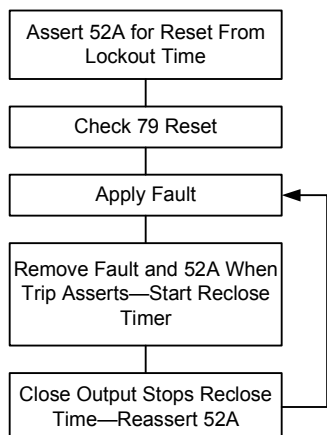 Assert 52A for Reset From
Lockout Time
Check 79 Reset
Apply Fault
Remove Fault and 52A When
Trip Asserts—Start Reclose
Timer
Close Output Stops Reclose
Time—Reassert 52A